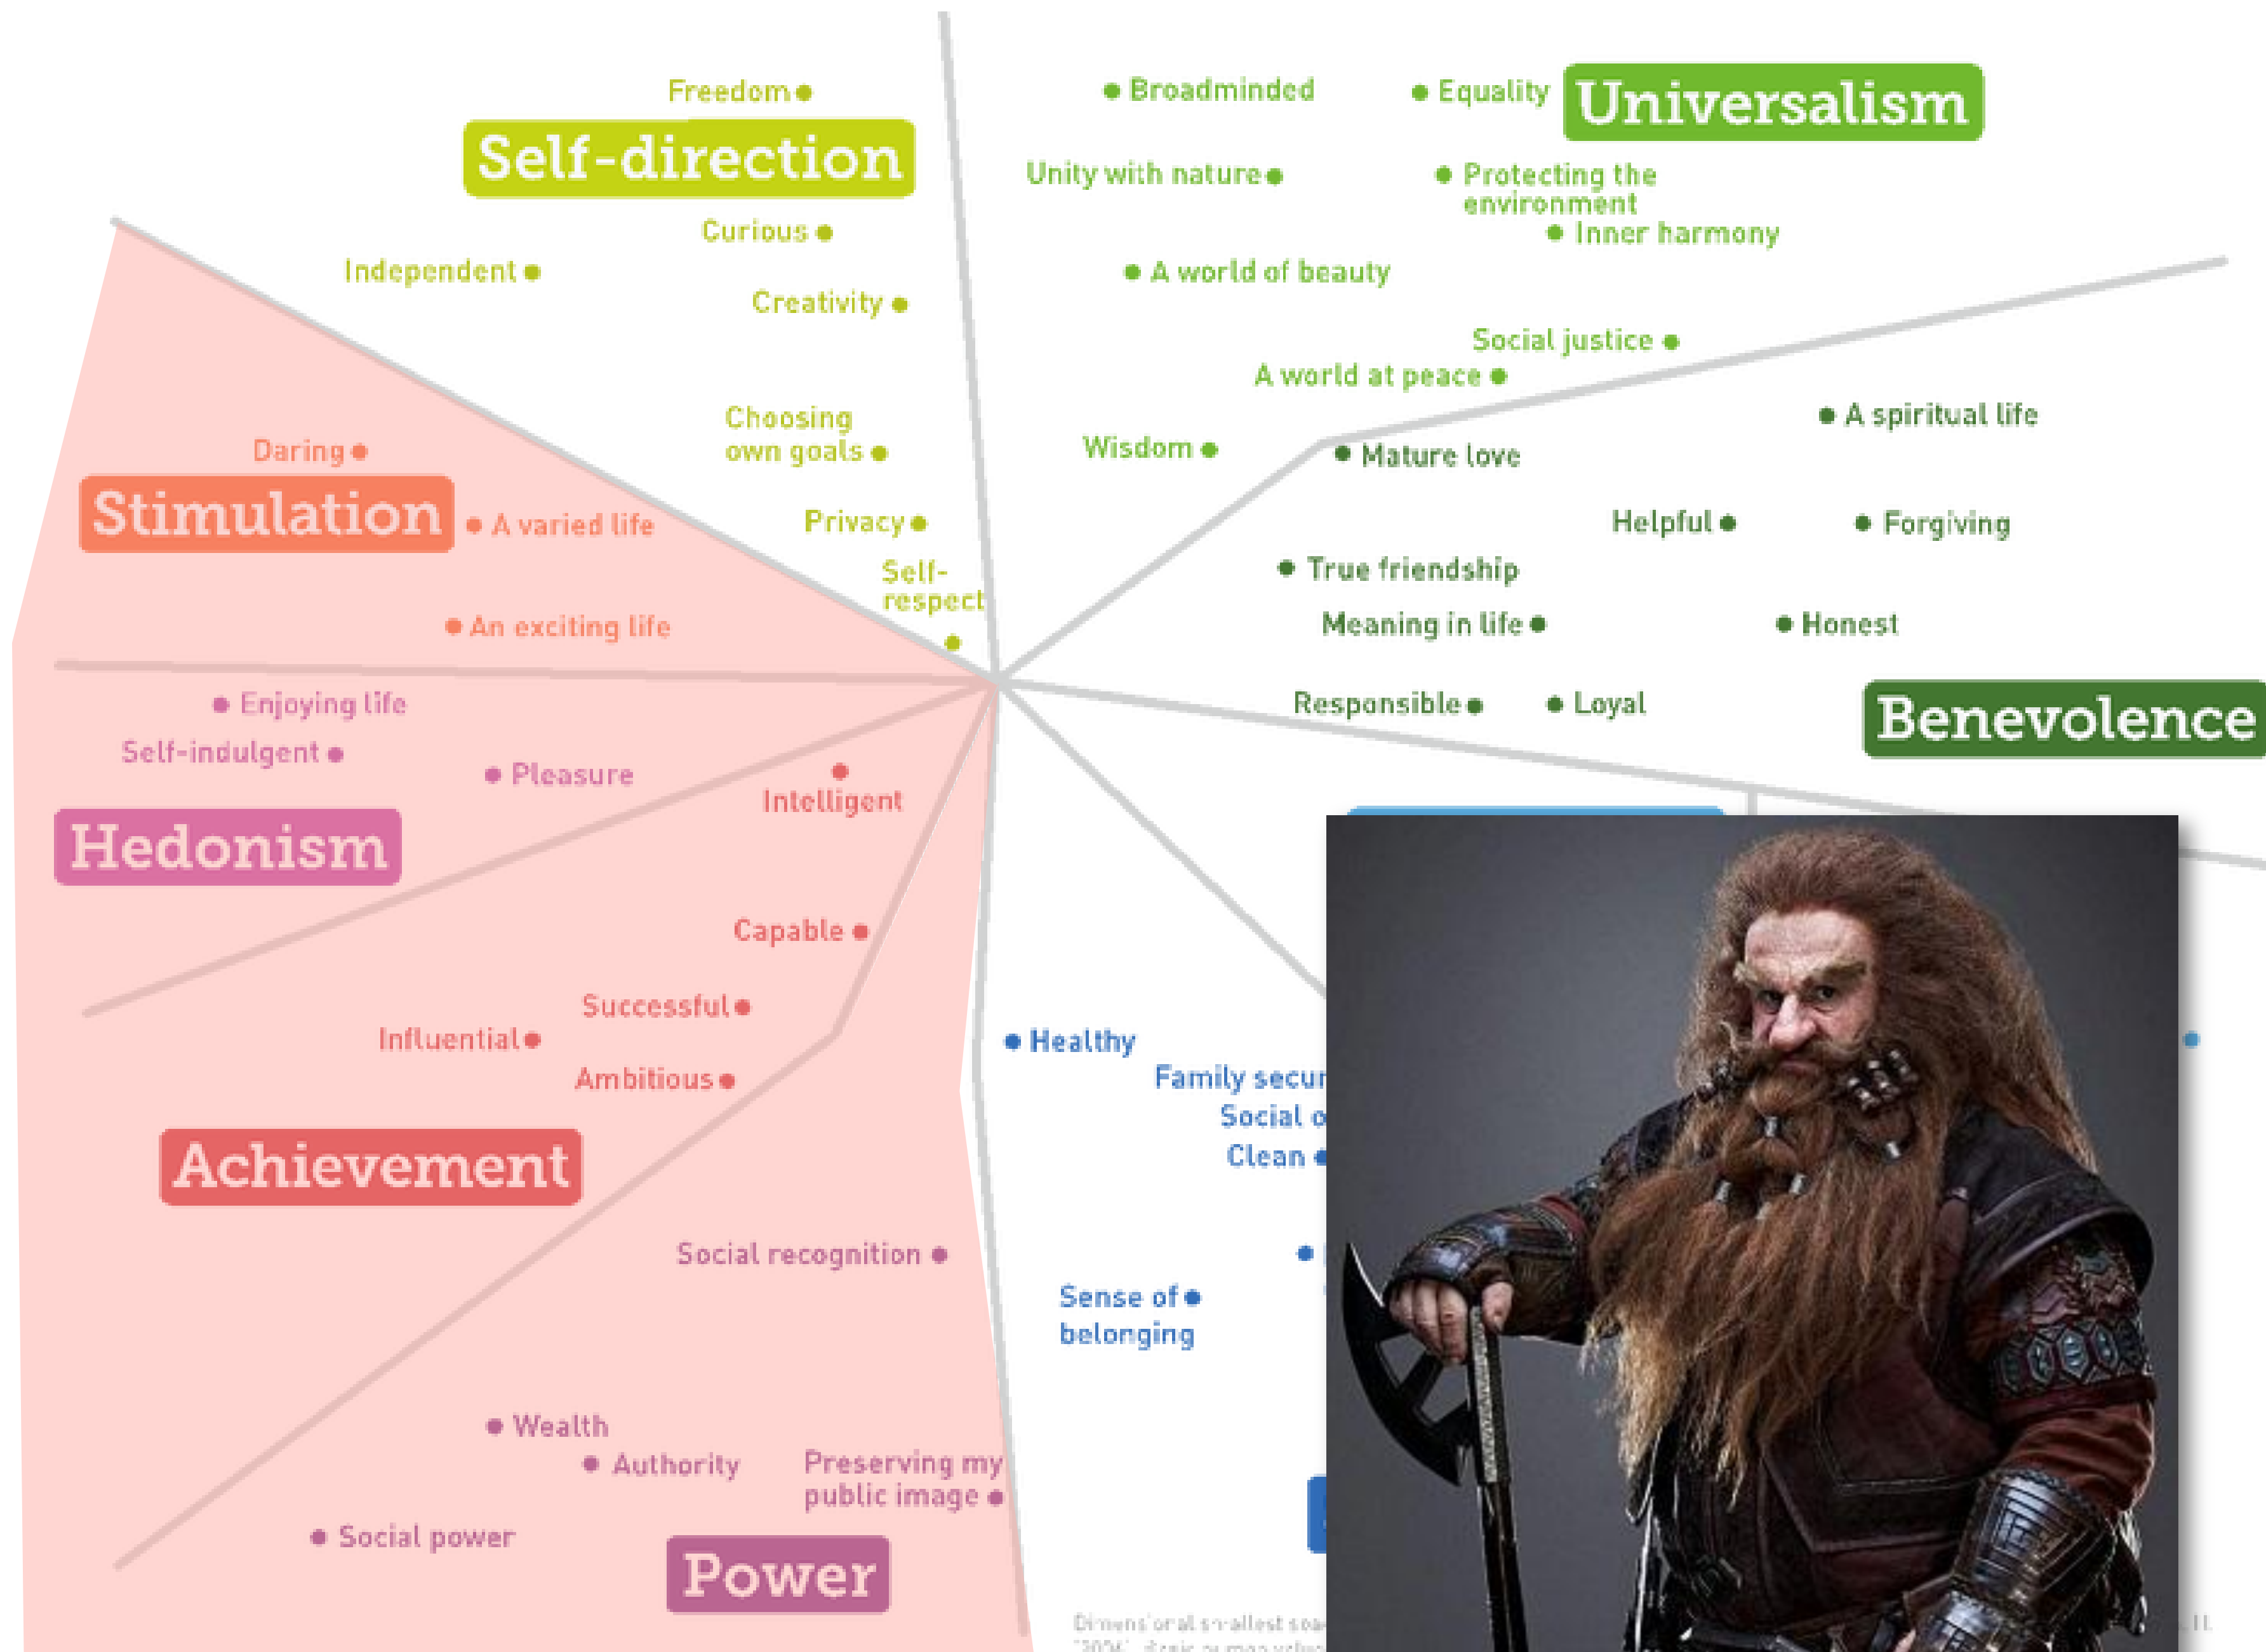 Freedom
Self-direction
Curious
Independent
Creativity
Choosing
own goals
Privacy
Self-
respect
Broadminded
Equality
Universalism
Unity with nature
Protecting the
environment
Inner harmony
A world of beauty
Social justice
A world at peace
Wisdom
A spiritual life
Mature love
Helpful
Forgiving
True friendship
Meaning in life
Honest
Responsible
Loyal
Benevolence
Daring
Stimulation
A varied life
An exciting life
Enjoying life
Self-indulgent
Pleasure
Hedonism
Intelligent
Capable
Successful
Influential
Ambitious
Achievement
Social recognition
Wealth
Authority
Preserving my
public image
Social power
Power
Healthy
Family secur
Social o
Clean
Sense of
belonging